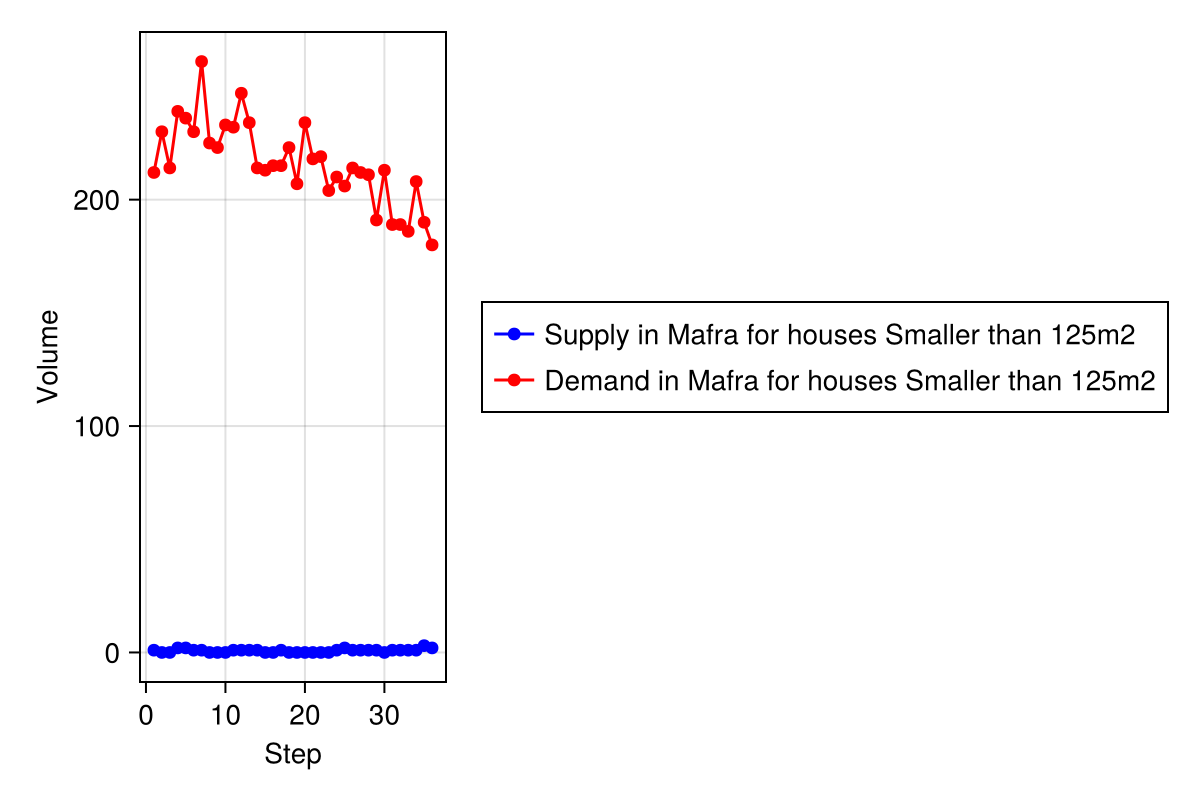 Volume
200
100
0
0 10 20 30
Step
Supply in Mafra for houses Smaller than 125m2
Demand in Mafra for houses Smaller than 125m2